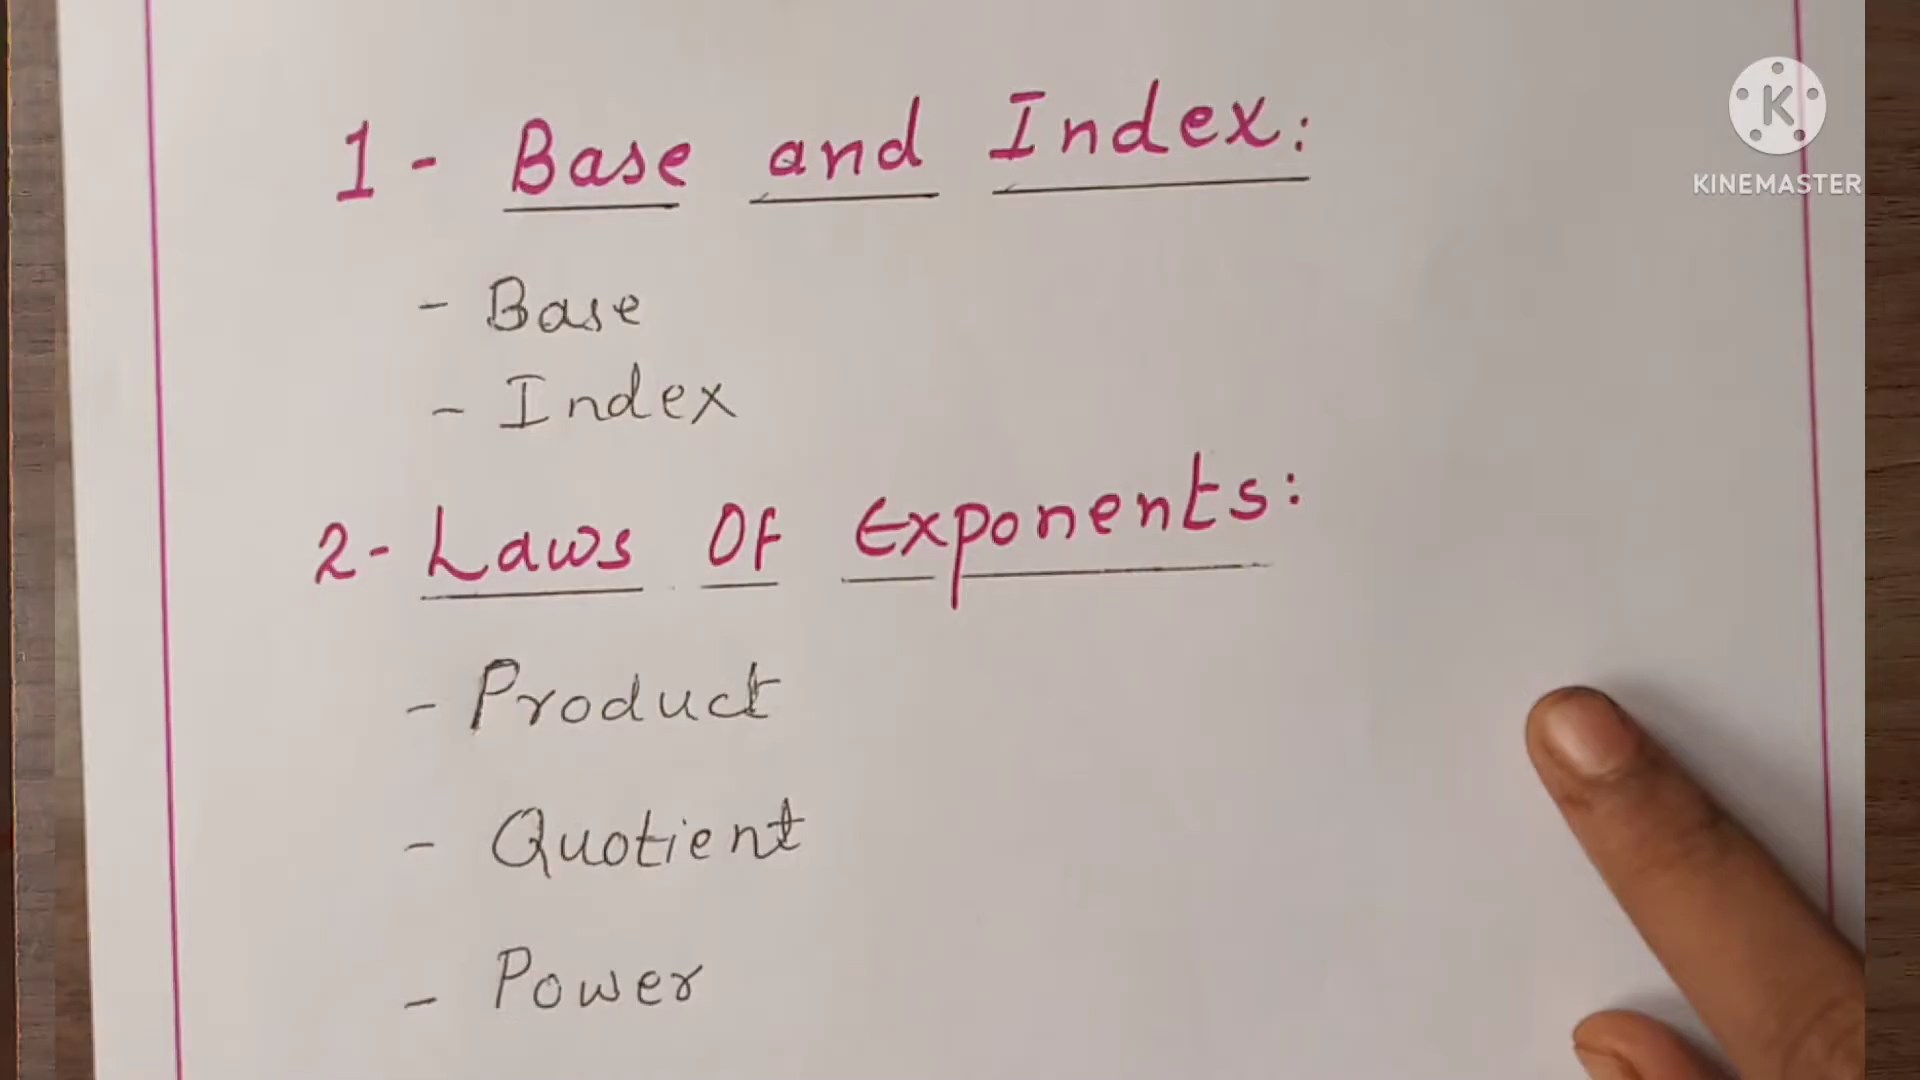 1 - Base and Index:
- Base
- Index
2- Laws Of Exponents:
- Product
- Quotient
- Power
K
KINEMASTER